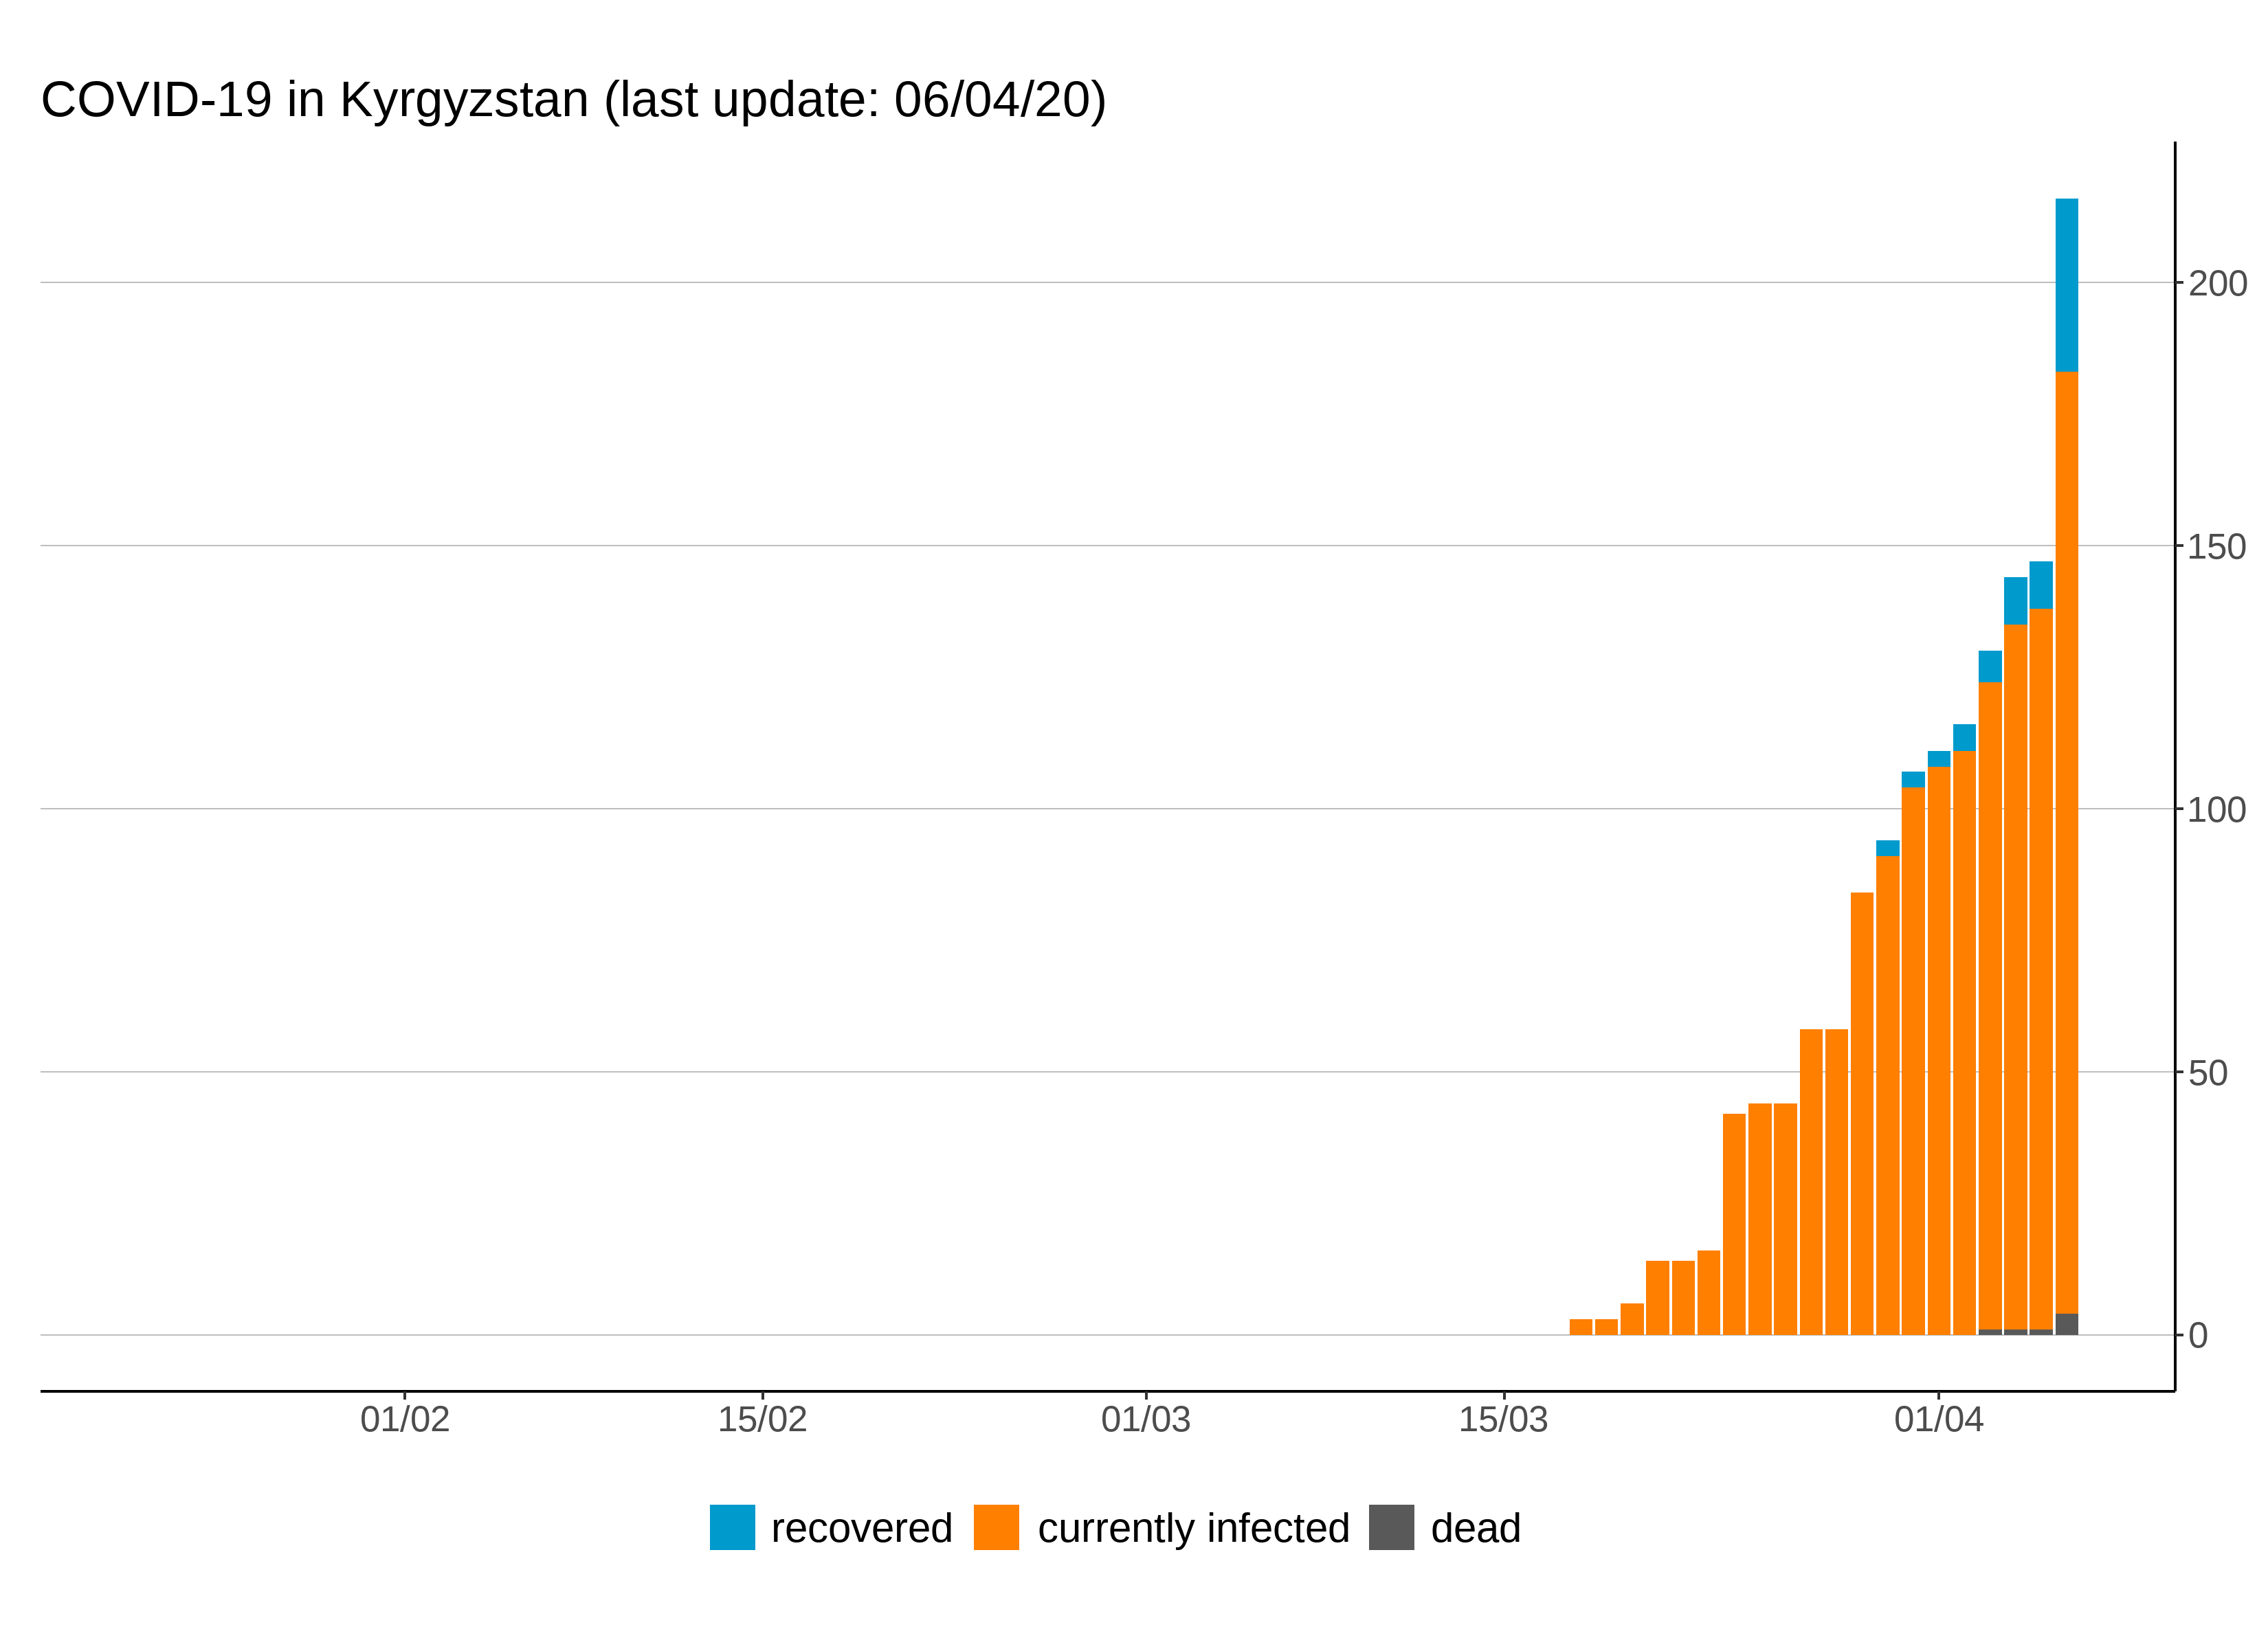 COVID-19 in Kyrgyzstan (last update: 06/04/20)
200
150
100
50
0
01/02 15/02 01/03 15/03 01/04
recovered currently infected dead